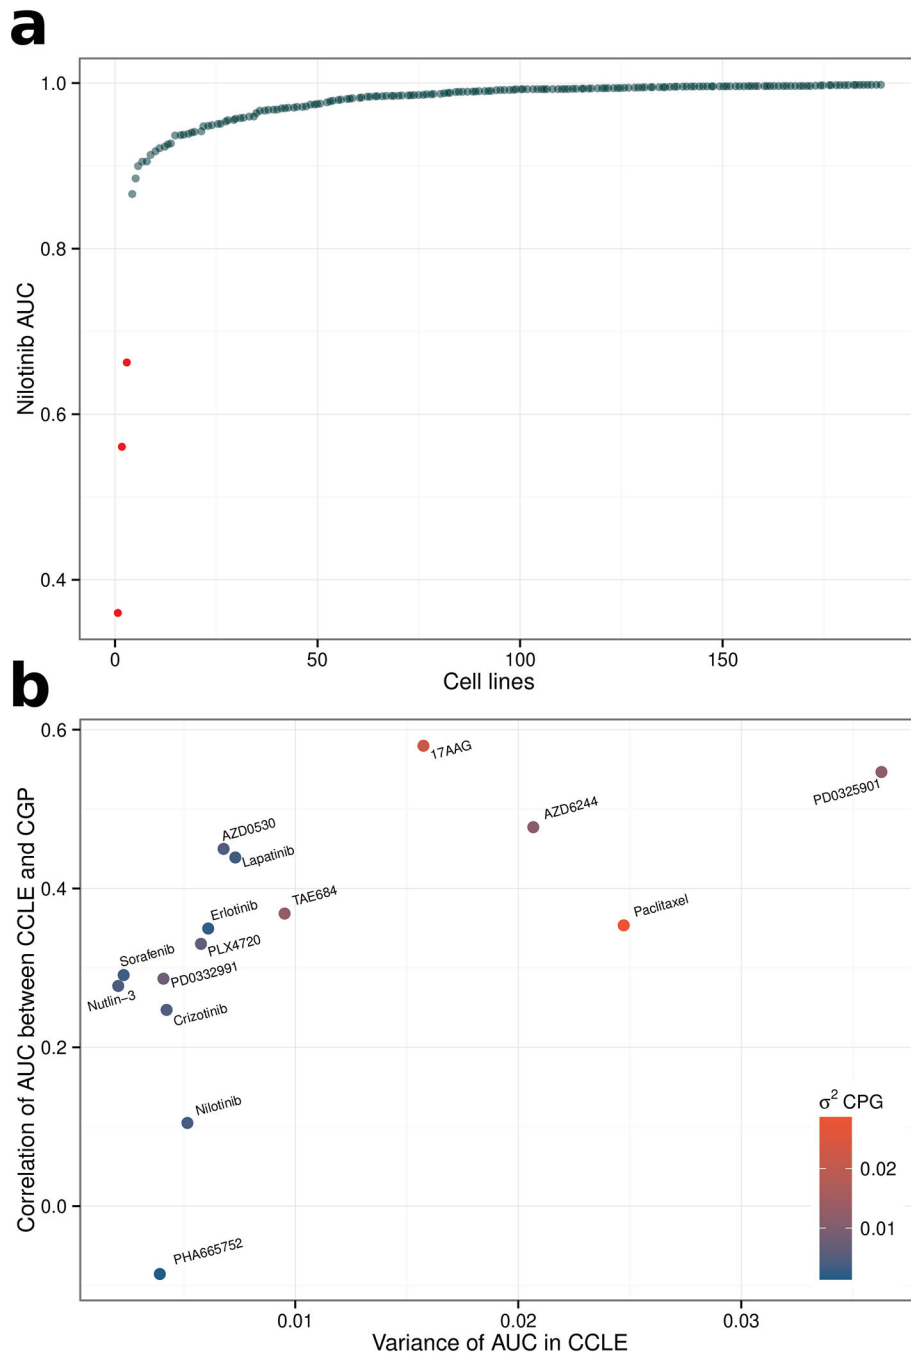 a
1.0
0.8
0.6
0.4
Nilotinib AUC
0
50
100
150
Cell lines
b
0.6
0.4
0.2
0.0
Correlation of AUC between CCLE and CGP
17AAG
PD0325901
AZD6244
AZD0530
Lapatinib
TAE684
Paclitaxel
Erlotinib
PLX4720
Sorafenib
PD0332991
Nutlin−3
Crizotinib
Nilotinib
PHA665752
σ² CPG
0.02
0.01
0.01
0.02
0.03
Variance of AUC in CCLE